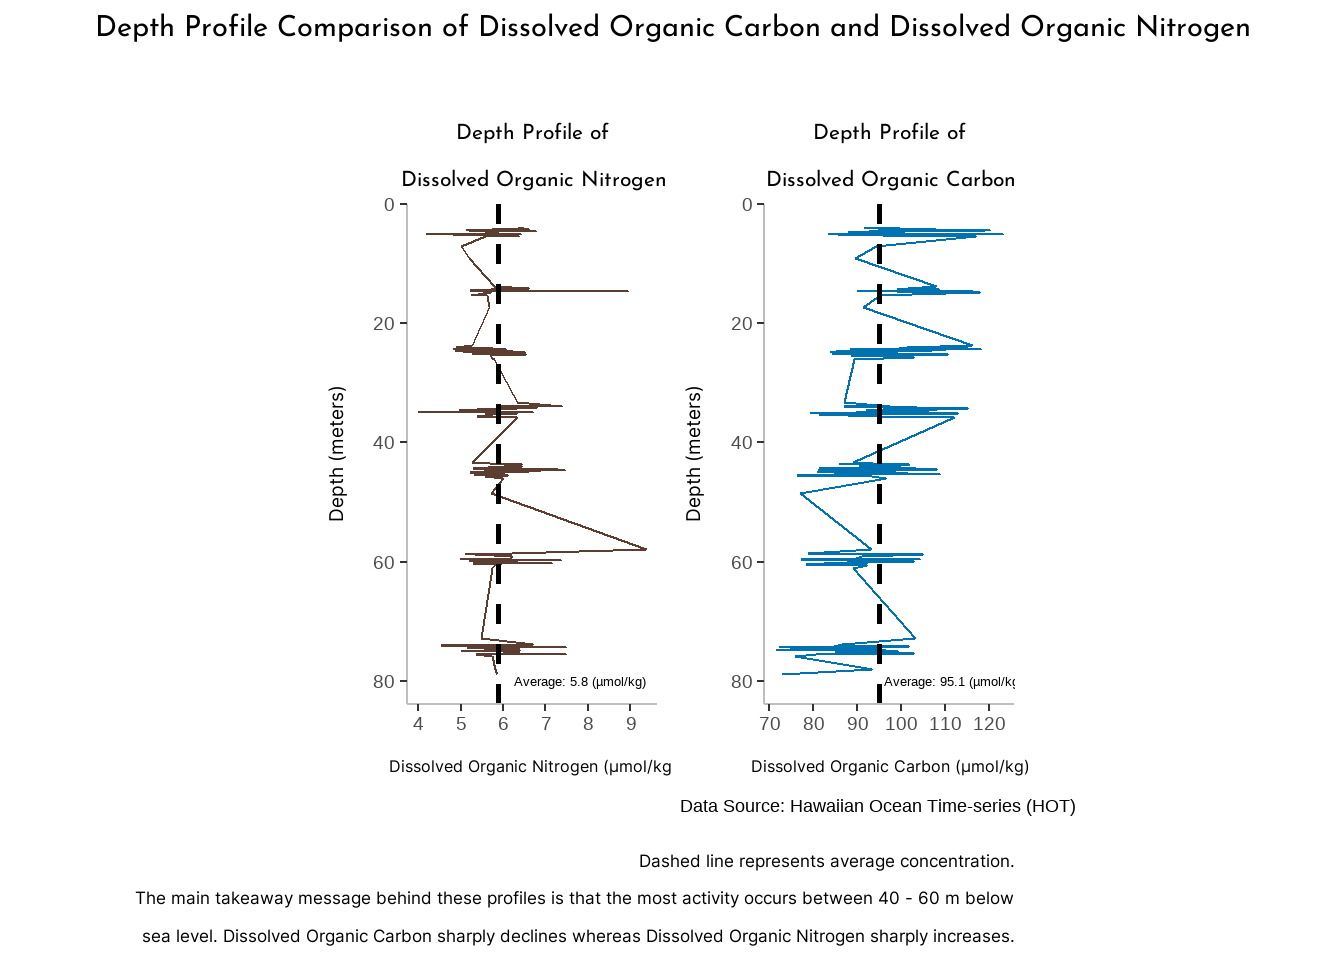 Depth Profile Comparison of Dissolved Organic Carbon and Dissolved Organic Nitrogen
Depth Profile of
Dissolved Organic Nitrogen
0
20
40
60
80
Depth (meters)
Average: 5.8 (µmol/kg)
4 5 6 7 8 9
Dissolved Organic Nitrogen (µmol/kg
Depth Profile of
Dissolved Organic Carbon
0
20
40
60
80
Depth (meters)
Average: 95.1 (µmol/kg
70 80 90 100 110 120
Dissolved Organic Carbon (µmol/kg)
Data Source: Hawaiian Ocean Time-series (HOT)
Dashed line represents average concentration.
The main takeaway message behind these profiles is that the most activity occurs between 40 - 60 m below
sea level. Dissolved Organic Carbon sharply declines whereas Dissolved Organic Nitrogen sharply increases.